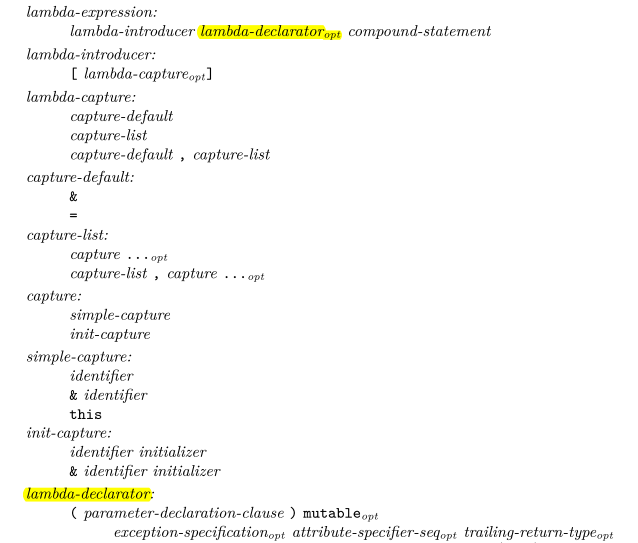 lambda-expression:
lambda-introducer lambda-declarator opt compound-statement
lambda-introducer:
[ lambda-capture opt]
lambda-capture:
capture-default
capture-list
capture-default , capture-list
capture-default:
&
=
capture-list:
capture ... opt
capture-list , capture ... opt
capture:
simple-capture
init-capture
simple-capture:
identifier
& identifier
this
init-capture:
identifier initializer
& identifier initializer
lambda-declarator:
( parameter-declaration-clause ) mutable opt
exception-specification opt attribute-specifier-seq opt trailing-return-type opt